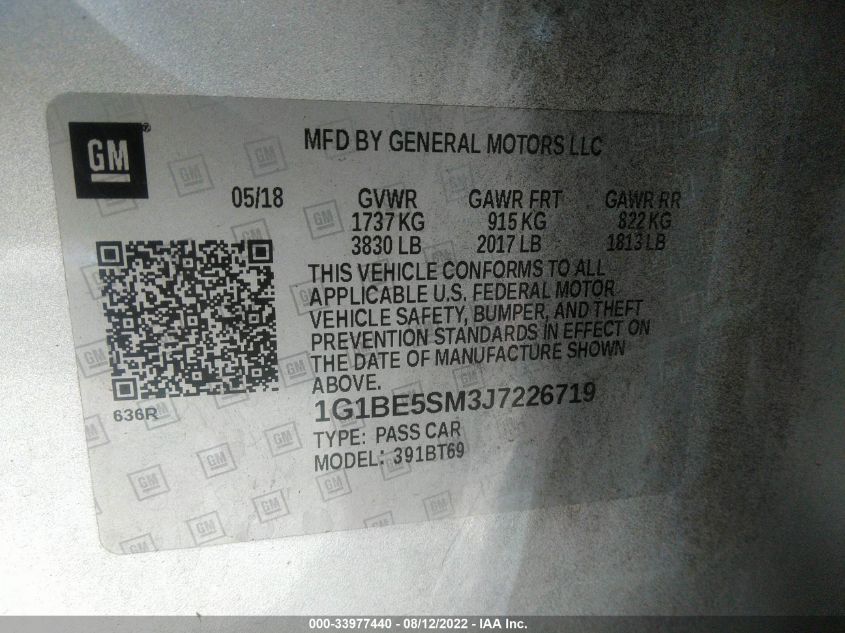 GM
MFD BY GENERAL MOTORS LLC
05/18 GVWR GAWR FRT GAWR RR
1737 KG 915 KG 822 KG
3830 LB 2017 LB 1813 LB
THIS VEHICLE CONFORMS TO ALL
APPLICABLE U.S. FEDERAL MOTOR
VEHICLE SAFETY, BUMPER, AND THEFT
PREVENTION STANDARDS IN EFFECT ON
THE DATE OF MANUFACTURE SHOWN
ABOVE.
636R
1G1BE5SM3J7226719
TYPE: PASS CAR
MODEL: 391BT69
000-33977440 - 08/12/2022 - IAA Inc.